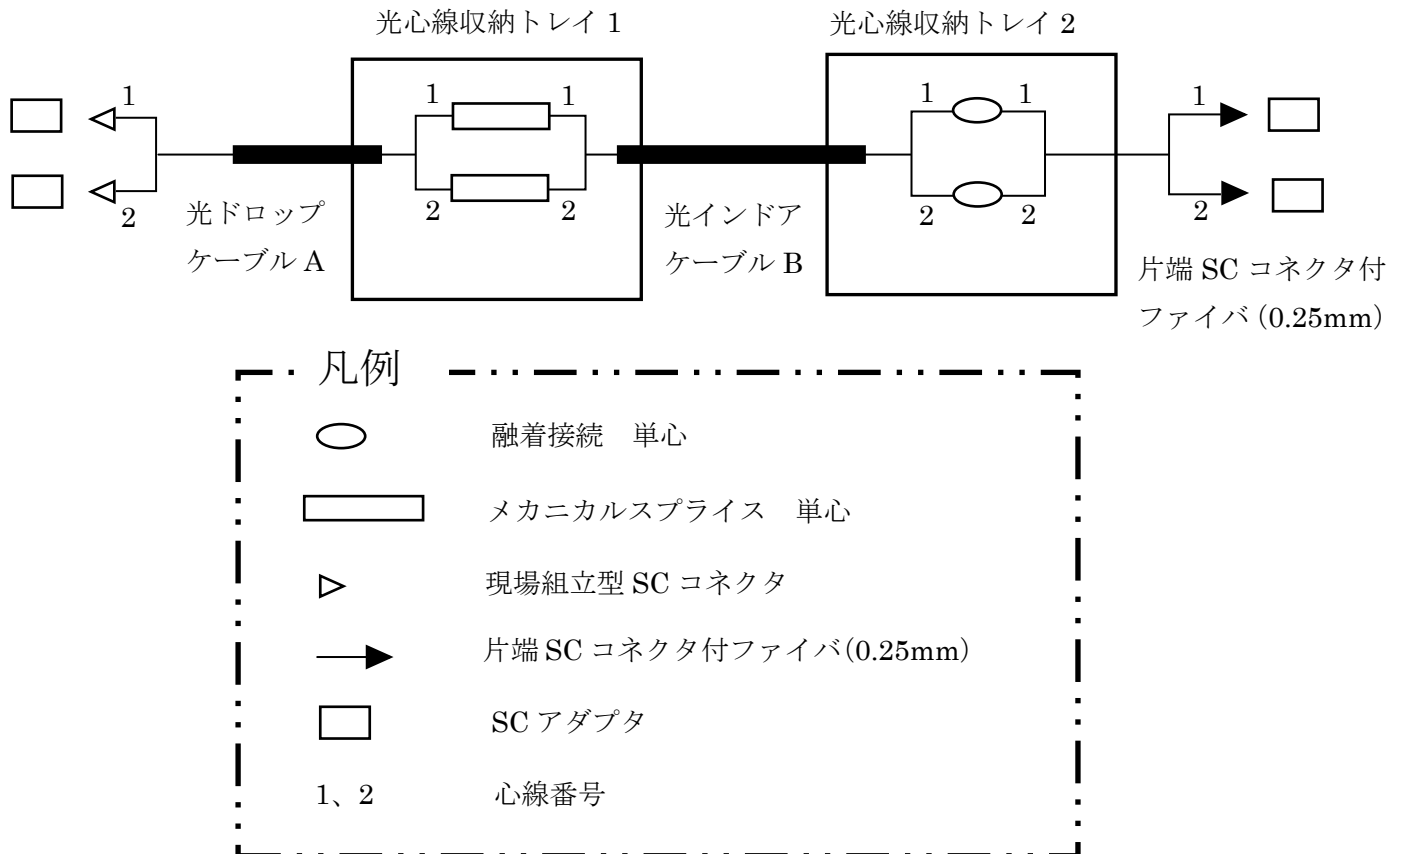 光心線収納トレイ 1
光心線収納トレイ 2
1
2
光ドロップ
ケーブル A
1
1
2
2
光インドア
ケーブル B
1
1
2
2
1
2
片端 SC コネクタ付
ファイバ (0.25mm)
凡例
融着接続　単心
メカニカルスプライス　単心
現場組立型 SC コネクタ
片端 SC コネクタ付ファイバ(0.25mm)
SC アダプタ
1、2　心線番号